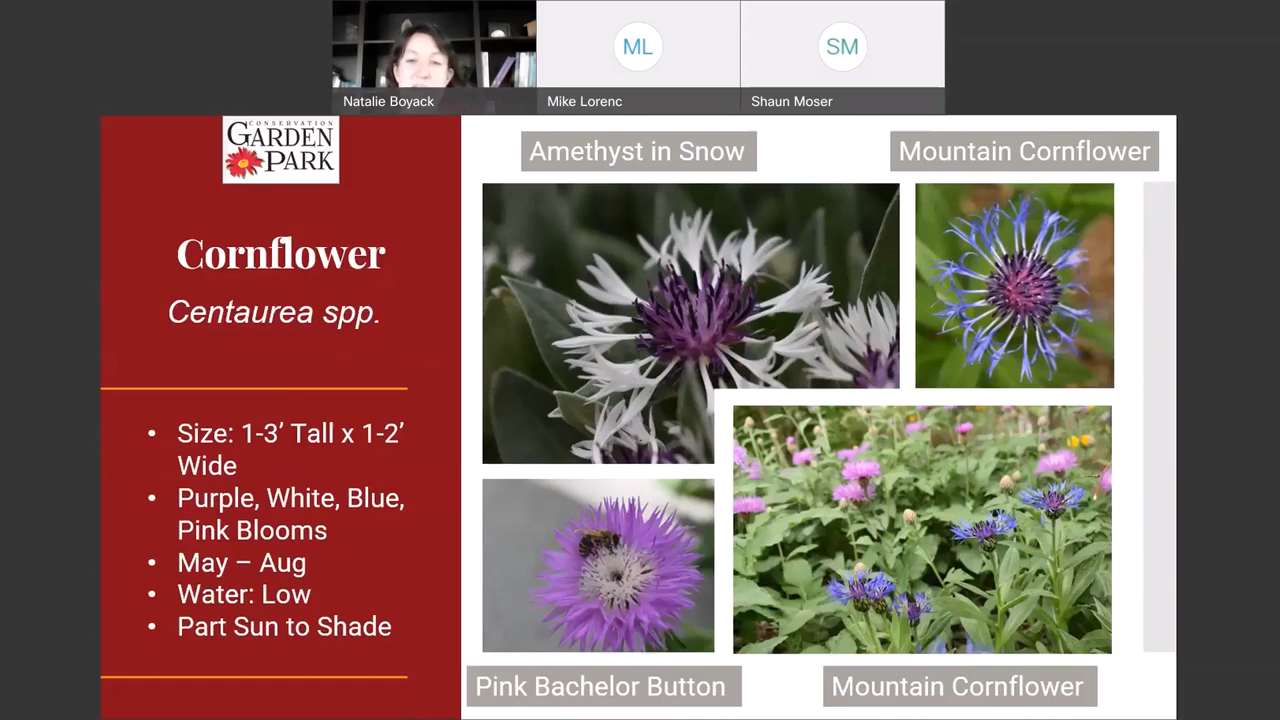 ML
SM
Natalie Boyack
Mike Lorenc
Shaun Moser
CONSERVATION
GARDEN
PARK
Amethyst in Snow
Mountain Cornflower
Cornflower
Centaurea spp.
• Size: 1-3’ Tall x 1-2’
Wide
• Purple, White, Blue,
Pink Blooms
• May – Aug
• Water: Low
• Part Sun to Shade
Pink Bachelor Button
Mountain Cornflower